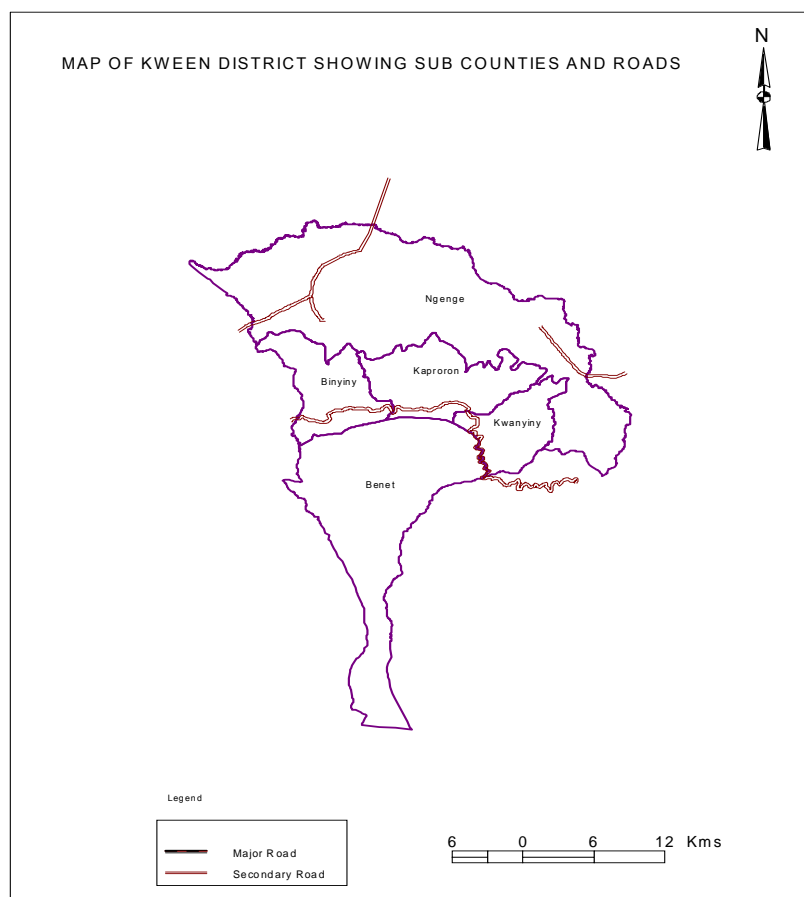 N
MAP OF KWEEN DISTRICT SHOWING SUB COUNTIES AND ROADS
Ngenge
Kaproron
Binyiny
Kwanyiny
Benet
Legend
Major Road
Secondary Road
6 0 6 12 Kms